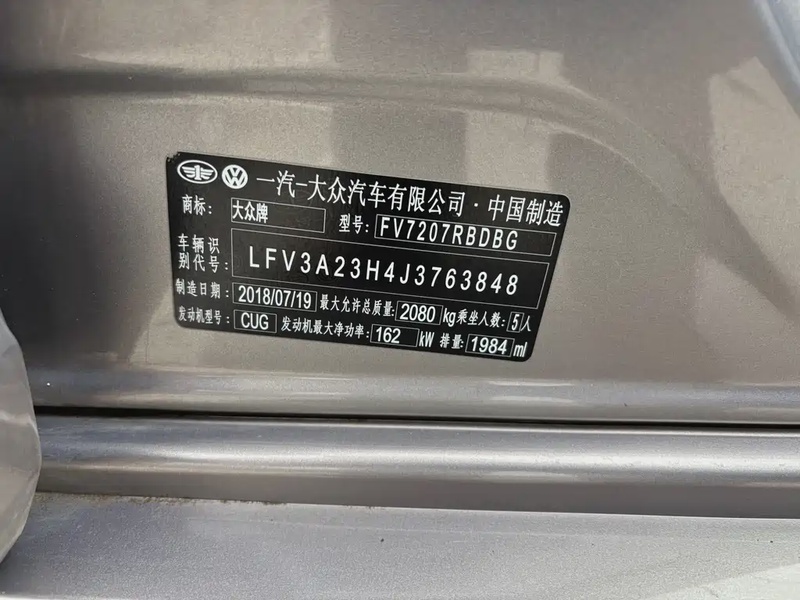 一汽-大众汽车有限公司·中国制造
商标: 大众牌 型号: FV7207RBDBG
车辆识别代号: LFV3A23H4J3763848
制造日期: 2018/07/19 最大允许总质量: 2080 kg 乘坐人数: 5 人
发动机型号: CUG 发动机最大净功率: 162 kW 排量: 1984 ml